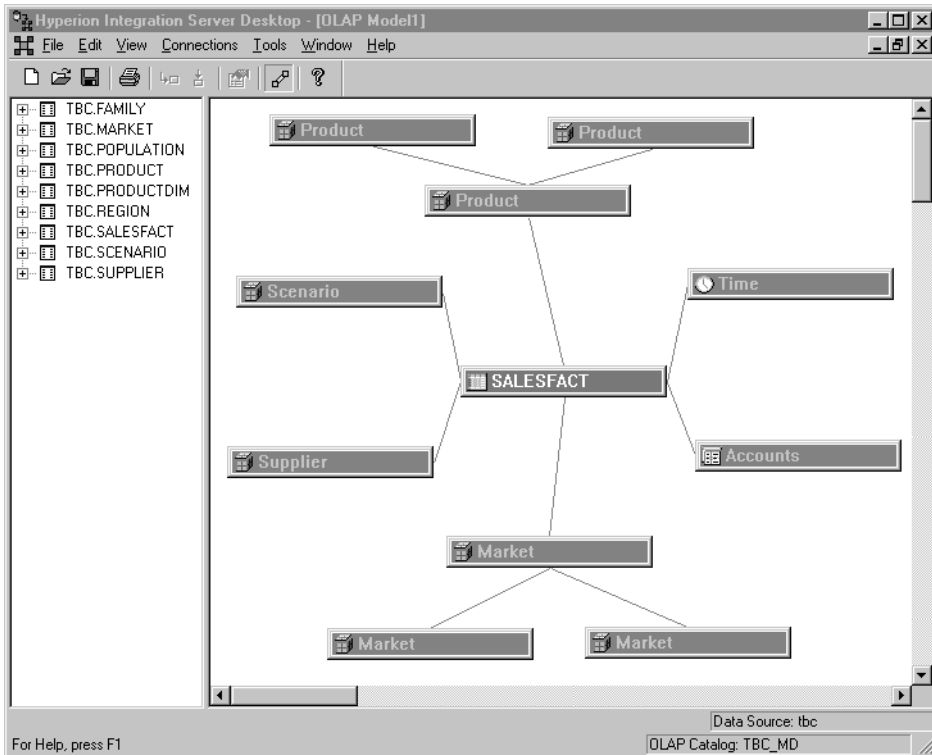 Hyperion Integration Server Desktop - [OLAP Model1]
File Edit View Connections Tools Window Help
TBC.FAMILY
TBC.MARKET
TBC.POPULATION
TBC.PRODUCT
TBC.PRODUCTDIM
TBC.REGION
TBC.SALESFACT
TBC.SCENARIO
TBC.SUPPLIER
Product
Product
Product
Scenario
Time
SALESFACT
Supplier
Accounts
Market
Market
Market
Data Source: tbc
For Help, press F1
OLAP Catalog: TBC_MD